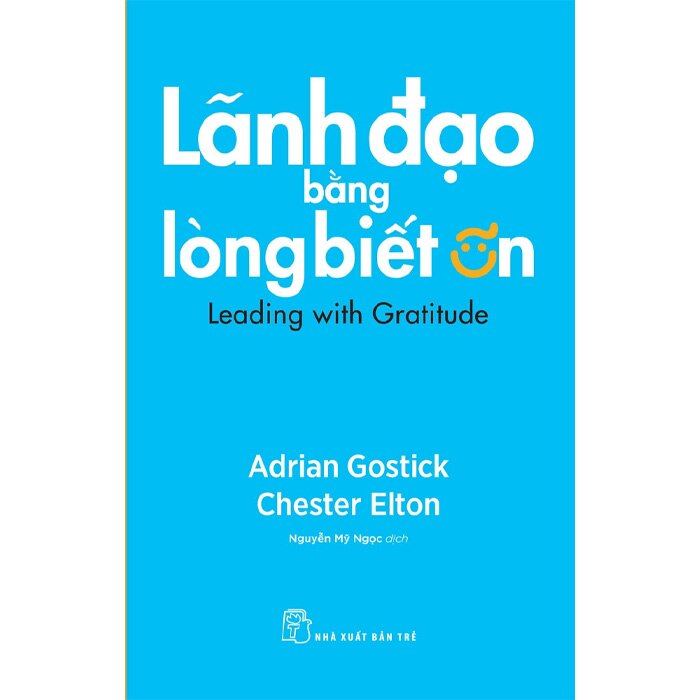 Lãnh đạo
bằng
lòng biết ơn
Leading with Gratitude
Adrian Gostick
Chester Elton
Nguyễn Mỹ Ngọc dịch
NHÀ XUẤT BẢN TRẺ